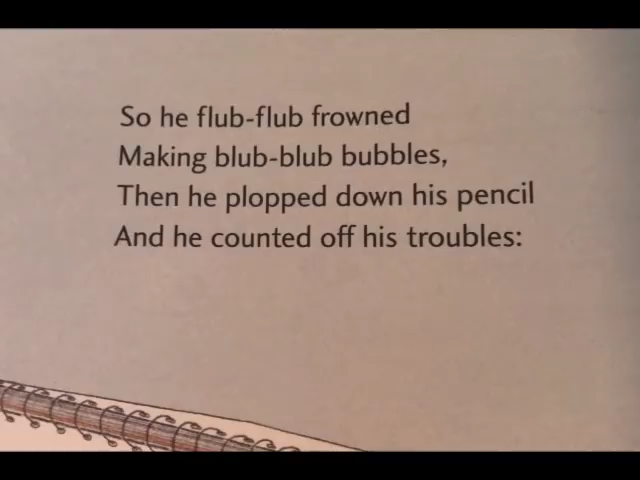 So he flub-flub frowned
Making blub-blub bubbles,
Then he plopped down his pencil
And he counted off his troubles: